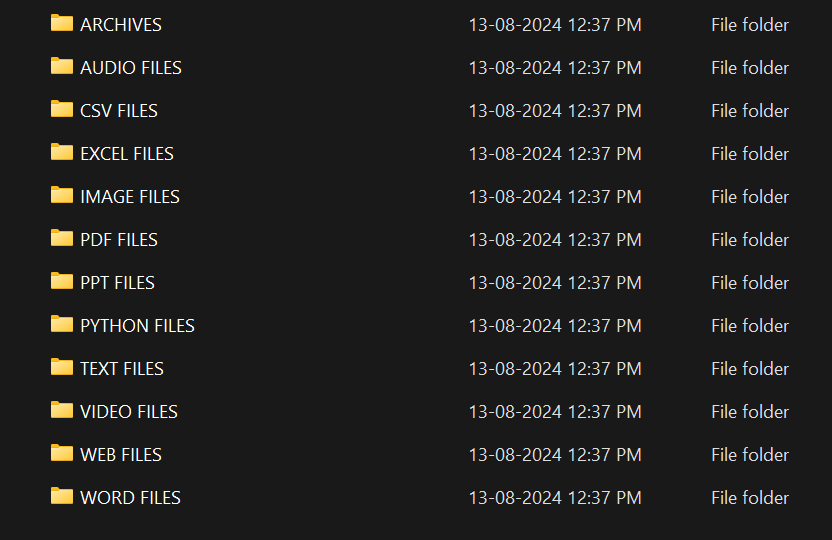 ARCHIVES 13-08-2024 12:37 PM File folder
AUDIO FILES 13-08-2024 12:37 PM File folder
CSV FILES 13-08-2024 12:37 PM File folder
EXCEL FILES 13-08-2024 12:37 PM File folder
IMAGE FILES 13-08-2024 12:37 PM File folder
PDF FILES 13-08-2024 12:37 PM File folder
PPT FILES 13-08-2024 12:37 PM File folder
PYTHON FILES 13-08-2024 12:37 PM File folder
TEXT FILES 13-08-2024 12:37 PM File folder
VIDEO FILES 13-08-2024 12:37 PM File folder
WEB FILES 13-08-2024 12:37 PM File folder
WORD FILES 13-08-2024 12:37 PM File folder